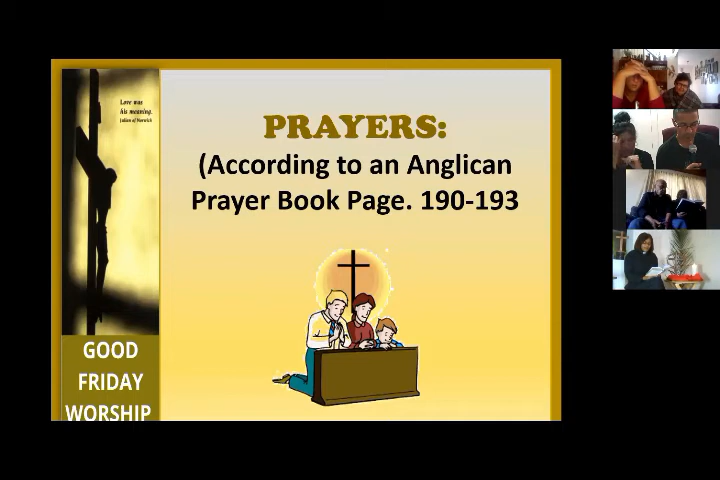 Love was
his meaning.
(Julian of Norwich)
PRAYERS:
(According to an Anglican
Prayer Book Page. 190-193
GOOD
FRIDAY
WORSHIP